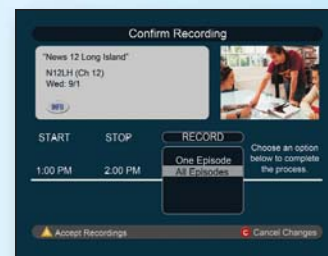 Confirm Recording
"News 12 Long Island"
N12LH (Ch 12)
Wed: 9/1
START STOP RECORD
Choose an option
below to complete
the process.
1:00 PM 2:00 PM
One Episode
All Episodes
Accept Recordings
C Cancel Changes